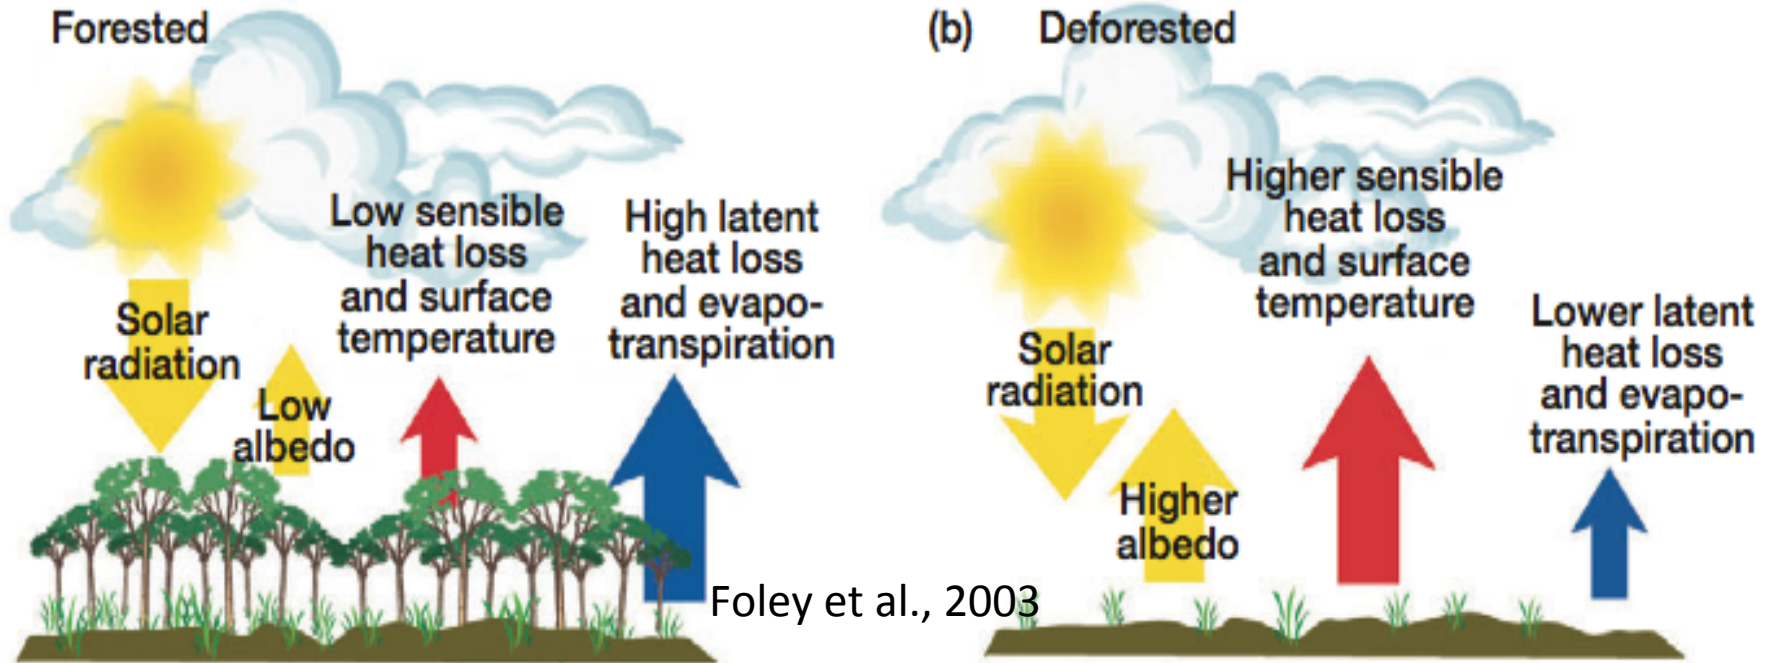 Forested
Solar
radiation
Low
albedo
Low sensible
heat loss
and surface
temperature
High latent
heat loss
and evapo-
transpiration
(b) Deforested
Solar
radiation
Higher
albedo
Higher sensible
heat loss
and surface
temperature
Lower latent
heat loss
and evapo-
transpiration
Foley et al., 2003